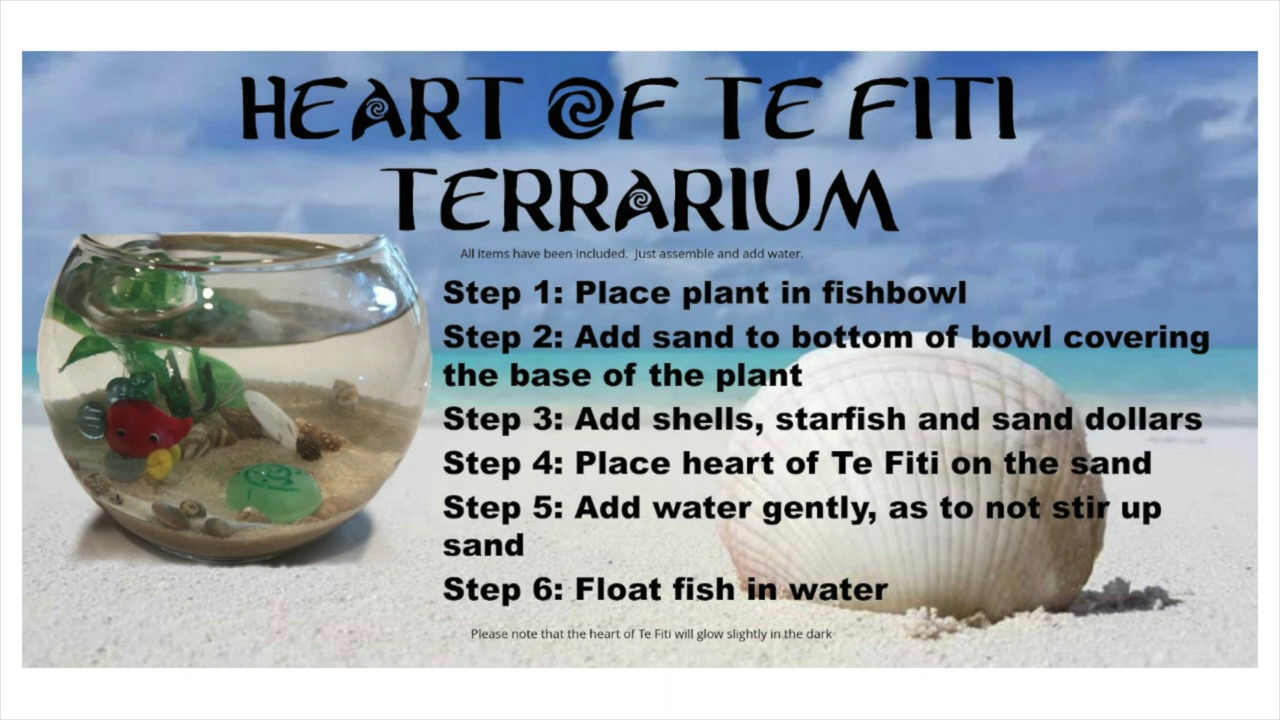 HEART OF TE FITI
TERRARIUM
All items have been included. Just assemble and add water.
Step 1: Place plant in fishbowl
Step 2: Add sand to bottom of bowl covering
the base of the plant
Step 3: Add shells, starfish and sand dollars
Step 4: Place heart of Te Fiti on the sand
Step 5: Add water gently, as to not stir up
sand
Step 6: Float fish in water
Please note that the heart of Te Fiti will glow slightly in the dark